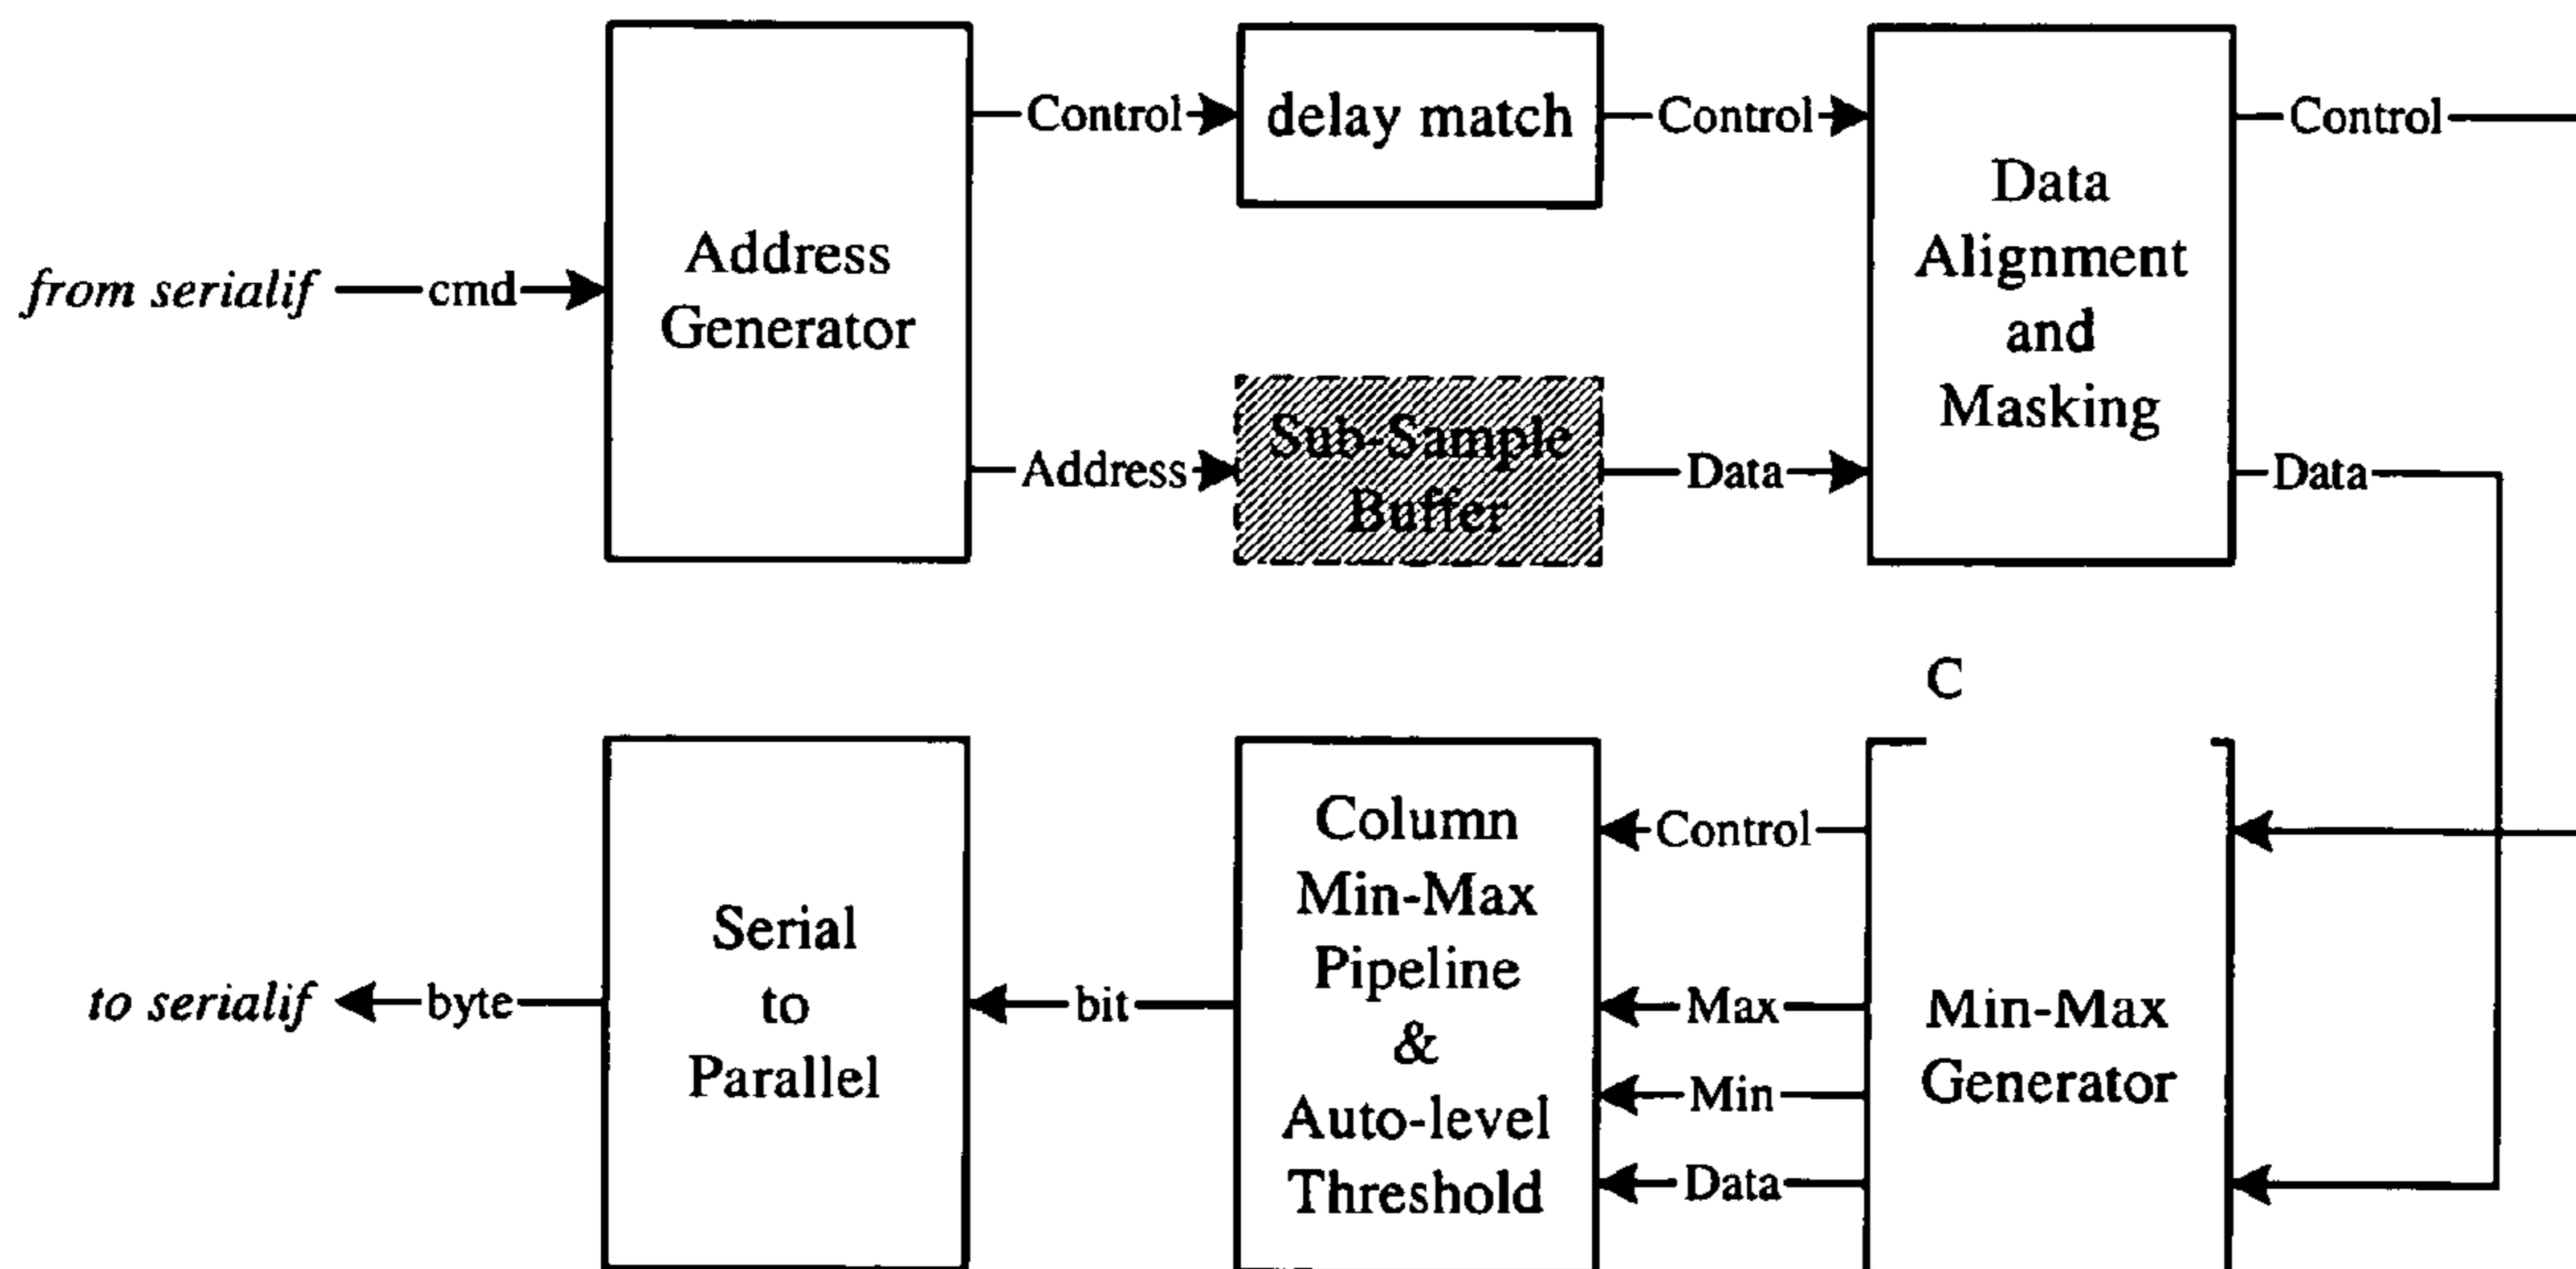 Control
delay match
Control
Control
Data
Alignment
and
Masking
Address
Generator
from serialif
cmd
Address
Sub-Sample
Buffer
Data
Data
C
Column
Min-Max
Pipeline
&
Auto-level
Threshold
Control
Max
Min
Data
Min-Max
Generator
Serial
to
Parallel
bit
to serialif
byte